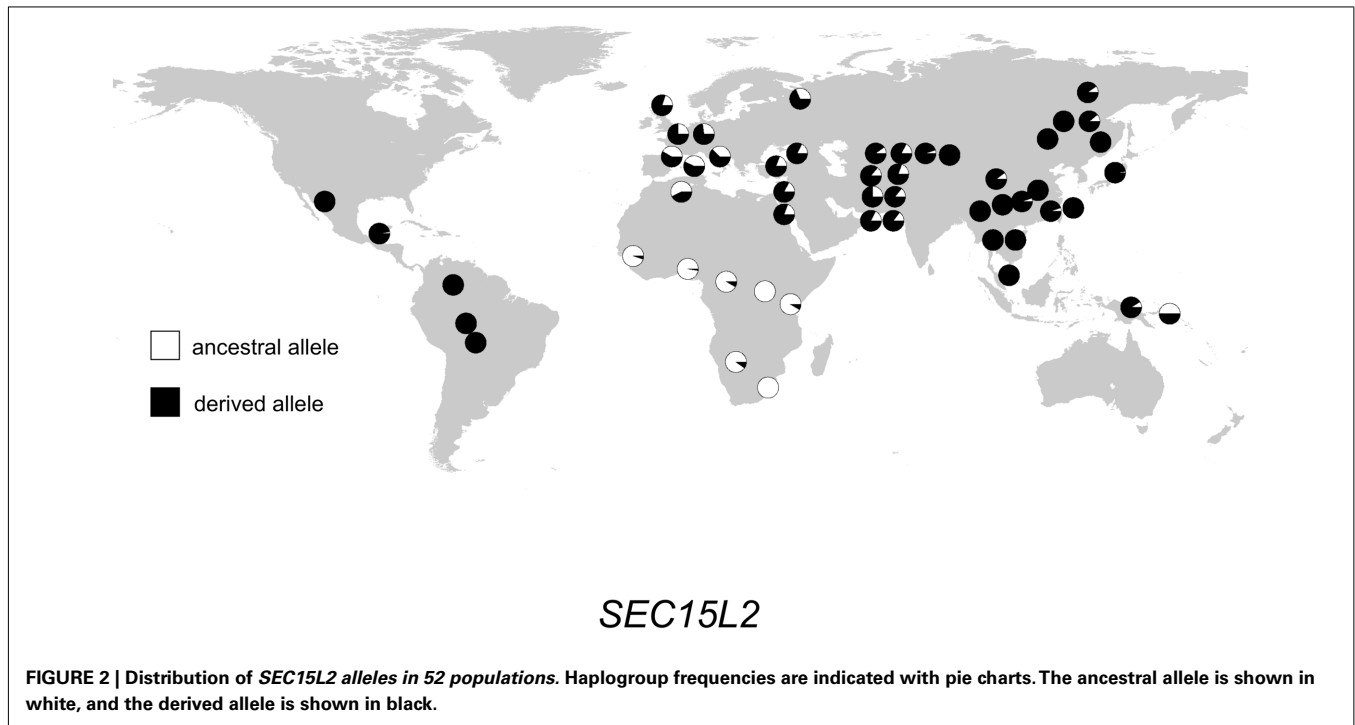 ancestral allele
derived allele
SEC15L2
FIGURE 2 | Distribution of SEC15L2 alleles in 52 populations. Haplogroup frequencies are indicated with pie charts. The ancestral allele is shown in
white, and the derived allele is shown in black.